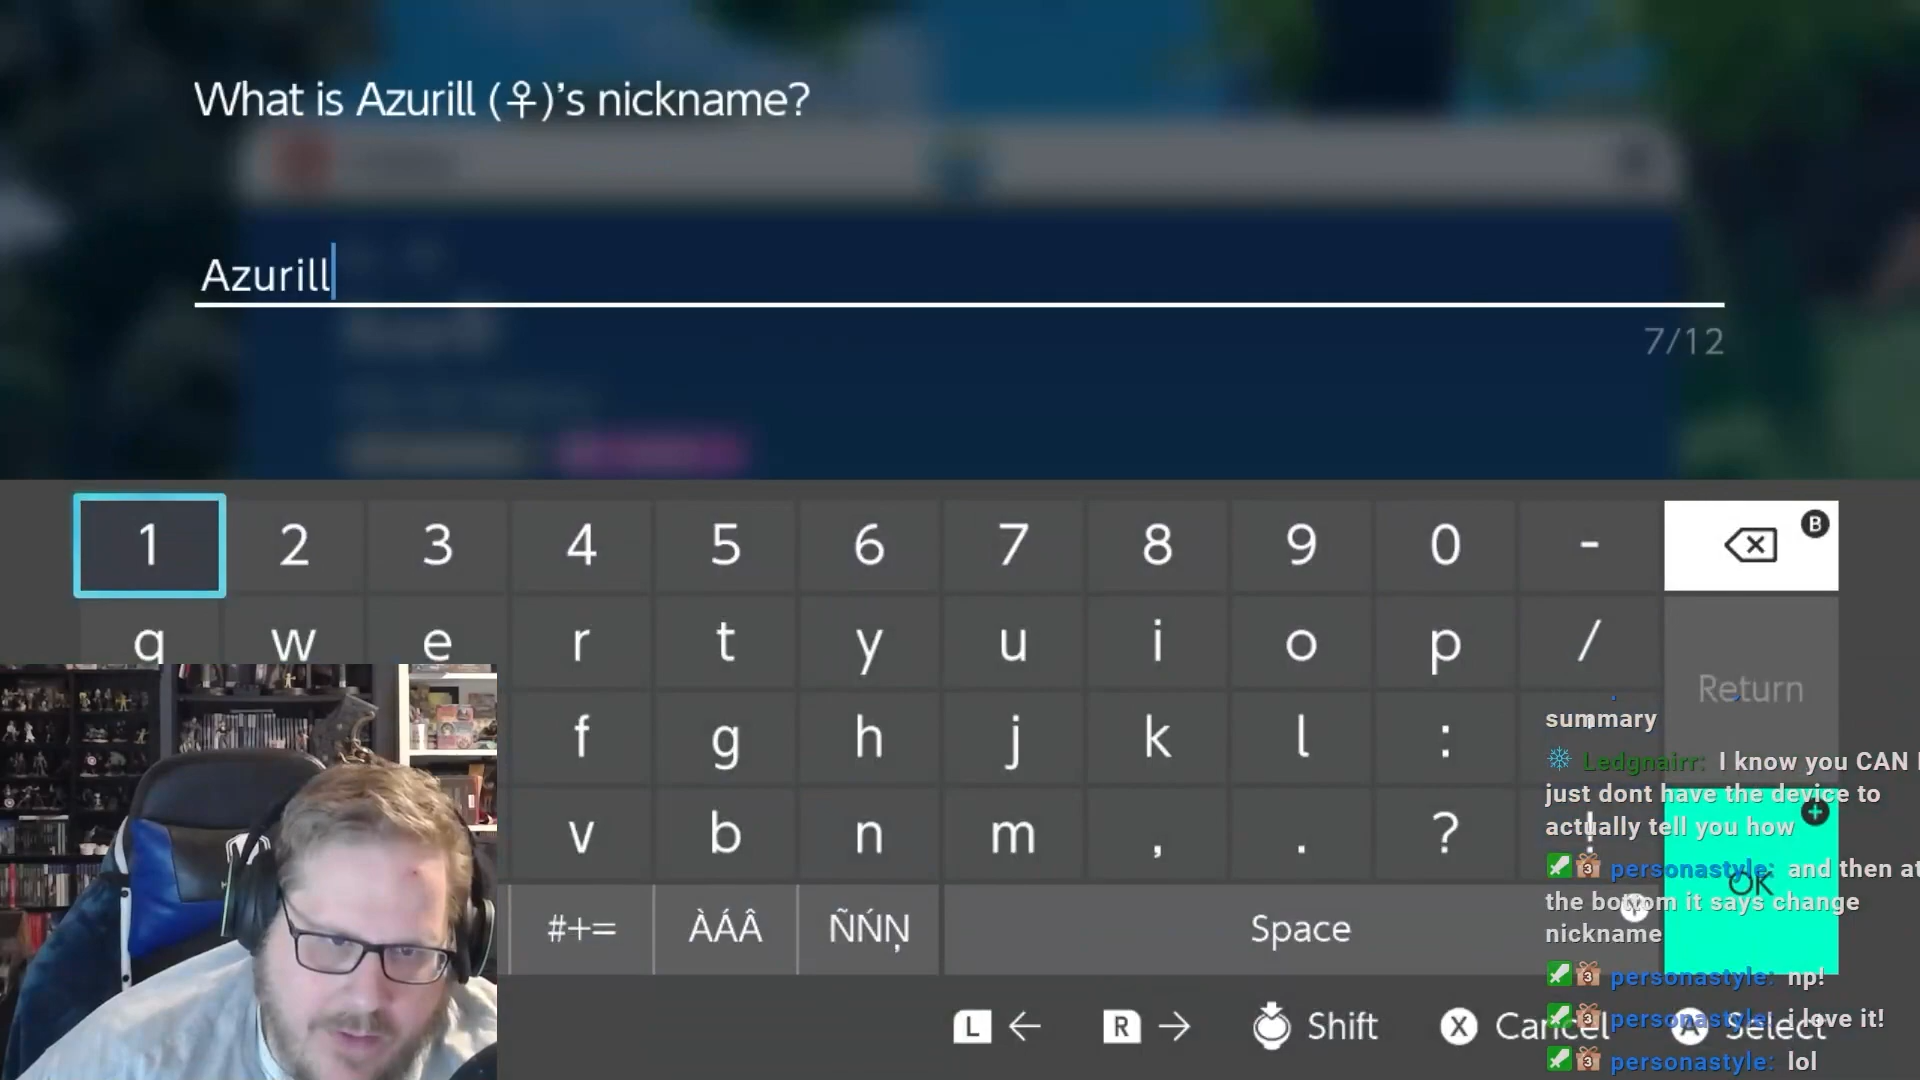 What is Azurill (♀)'s nickname?
Azurill
7/12
1 2 3 4 5 6 7 8 9 0 -
B
q w e r t y u i o p /
Return
f g h j k l :
v b n m , . ? !
+
OK
#+= ÀÁÂ ÑŃŅ Space
L ← R → Shift X Cancel A Select
summary
Ledgnairr: I know you CAN I
just dont have the device to
actually tell you how
personastyle: and then at
the bottom it says change
nickname
personastyle: np!
personastyle: i love it!
personastyle: lol